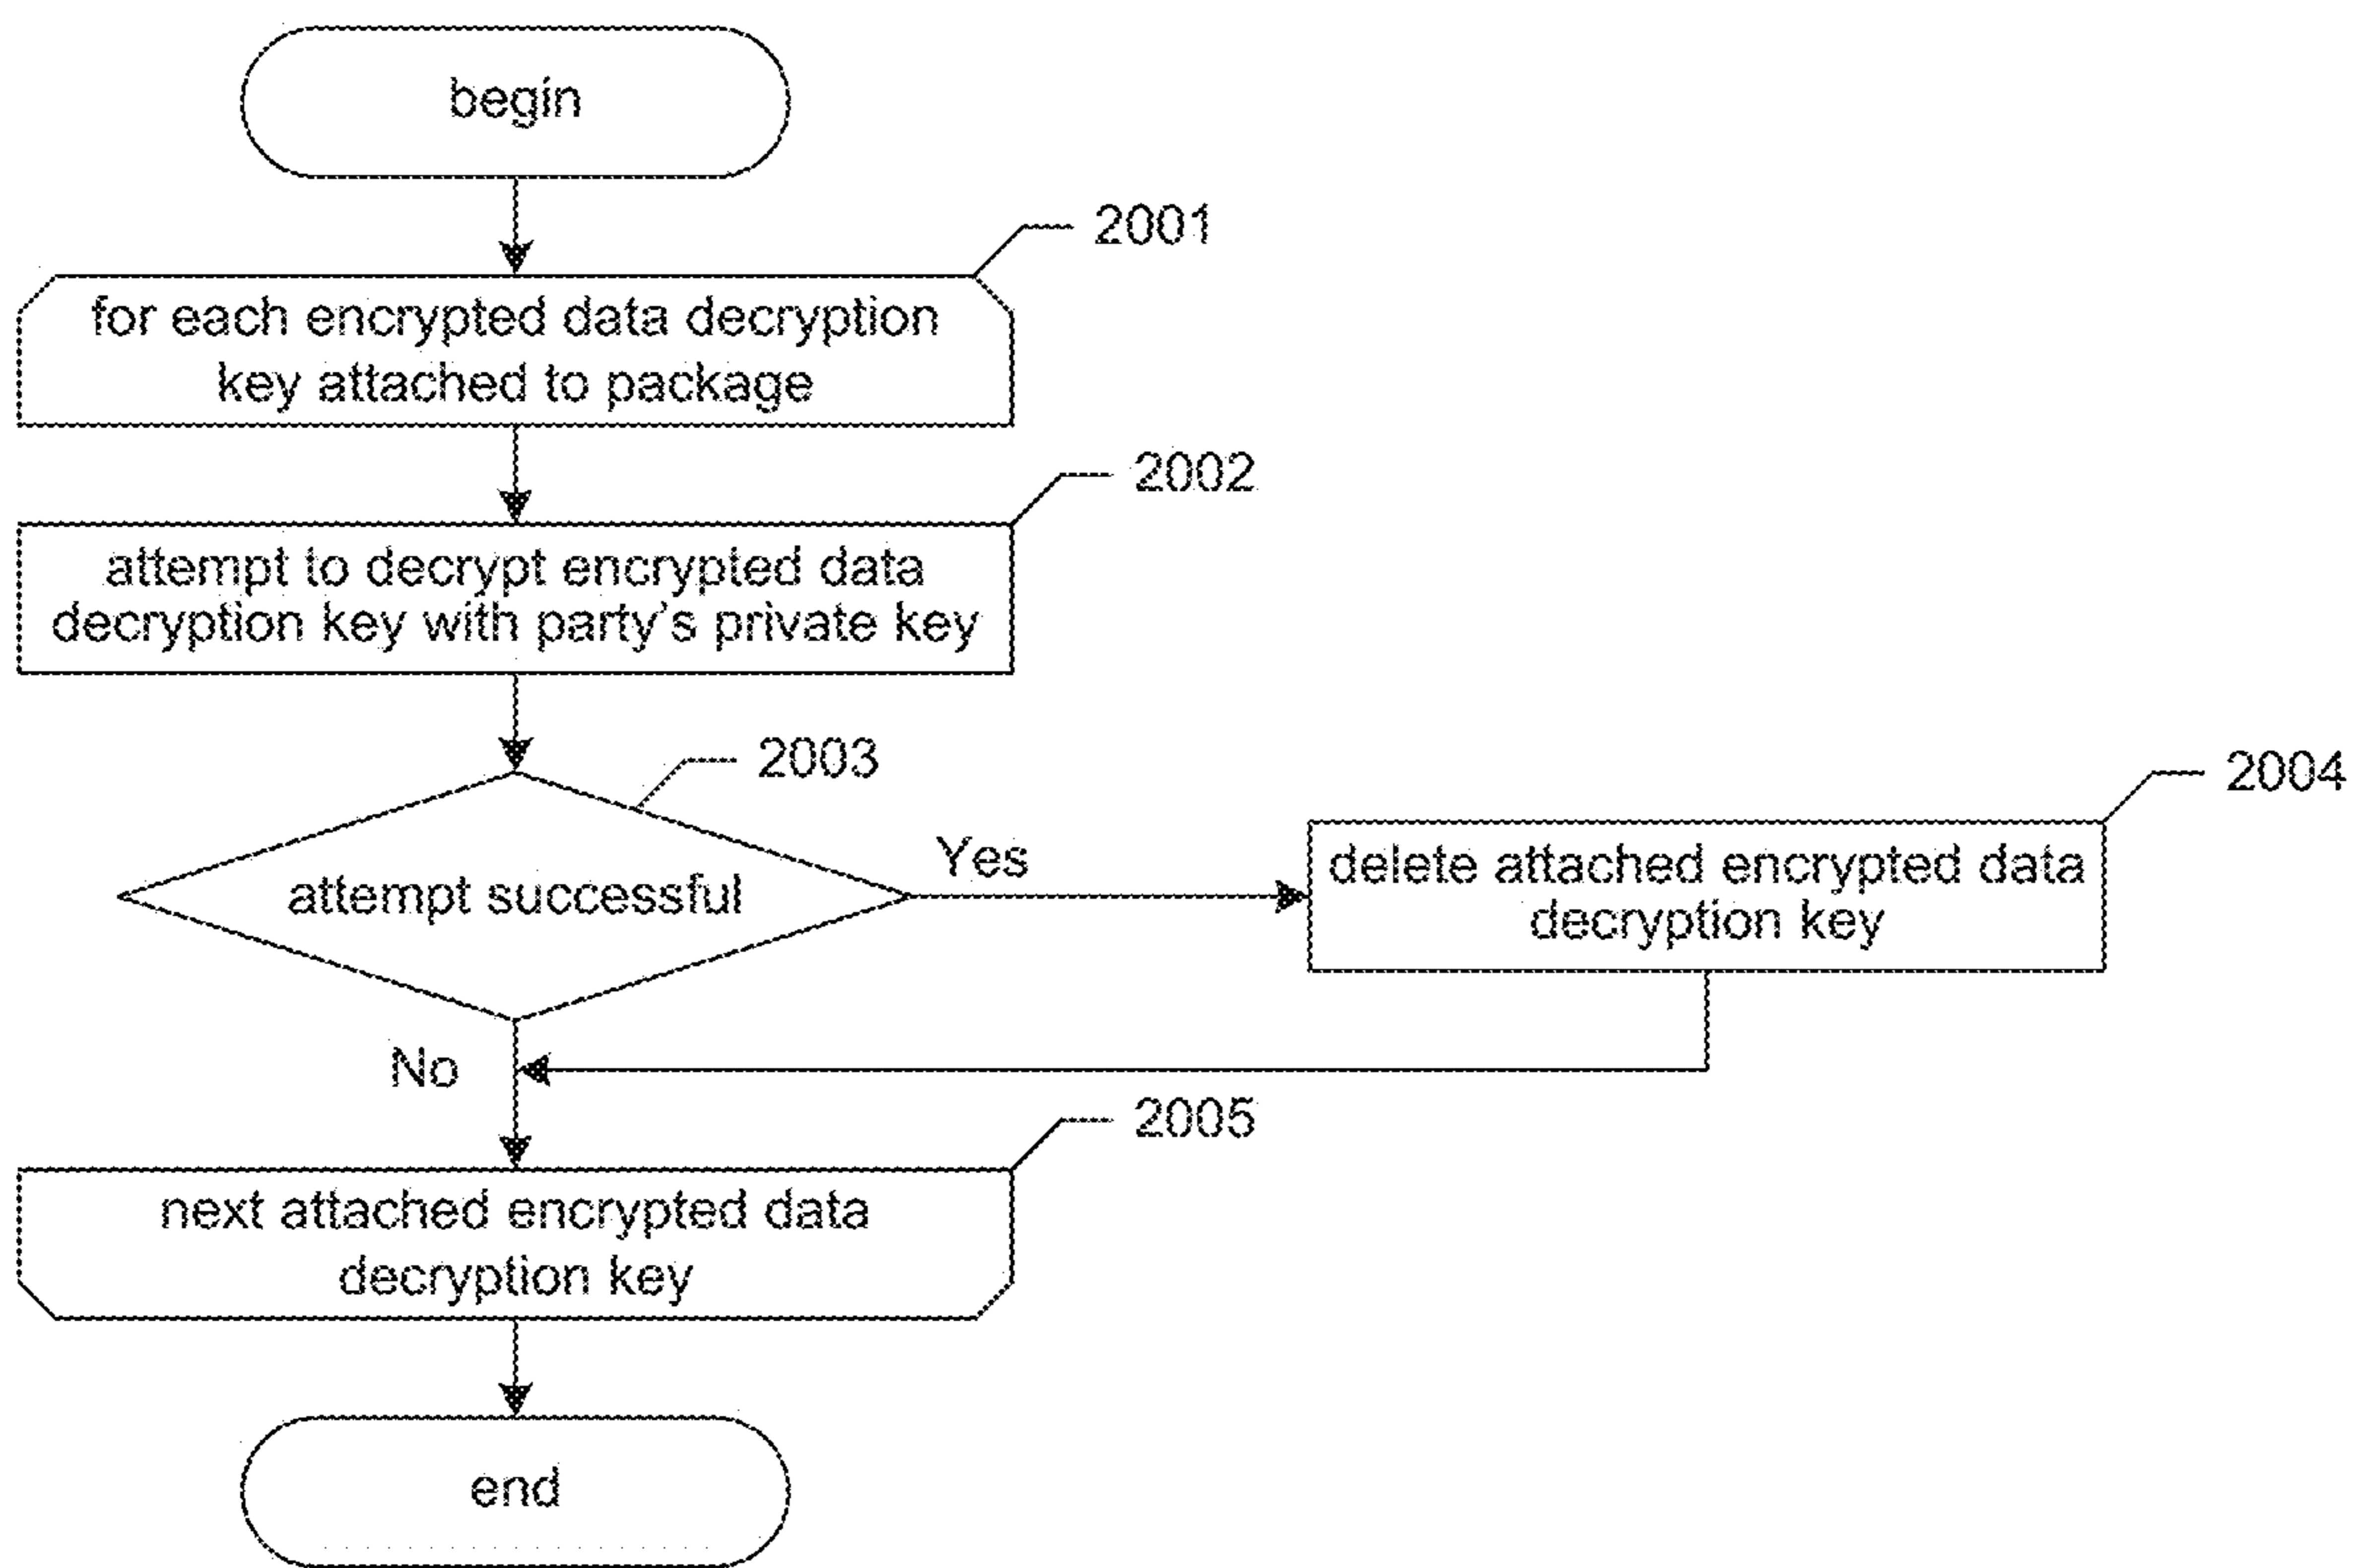 begin
2001
for each encrypted data decryption
key attached to package
2002
attempt to decrypt encrypted data
decryption key with party's private key
2003
attempt successful
Yes
2004
delete attached encrypted data
decryption key
No
2005
next attached encrypted data
decryption key
end